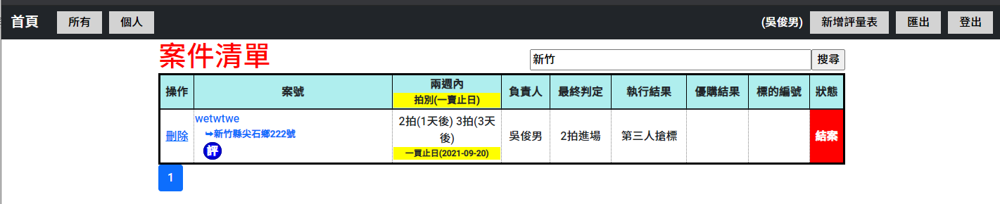 首頁 所有 個人 (吳俊男) 新增評量表 匯出 登出
案件清單 新竹 搜尋
操作 案號 兩週內 負責人 最終判定 執行結果 優購結果 標的編號 狀態
拍別(一賣止日)
wetwtwe
刪除 ➥新竹縣尖石鄉222號 2拍(1天後) 3拍(3天後) 吳俊男 2拍進場 第三人搶標 結案
評 一買止日(2021-09-20)
1